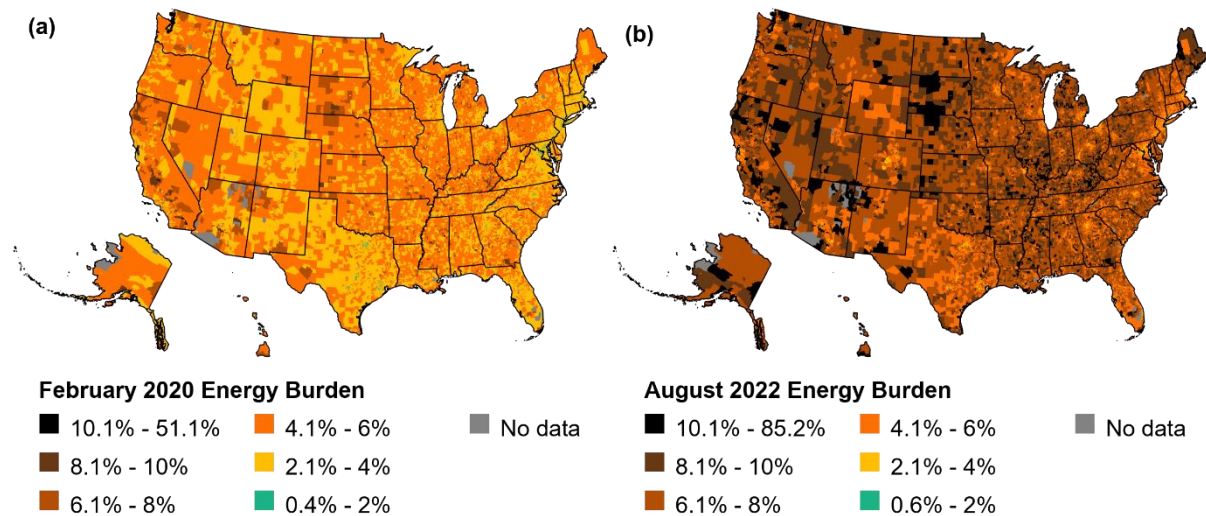 (a)
(b)
February 2020 Energy Burden
10.1% - 51.1%
4.1% - 6%
No data
8.1% - 10%
2.1% - 4%
6.1% - 8%
0.4% - 2%
August 2022 Energy Burden
10.1% - 85.2%
4.1% - 6%
No data
8.1% - 10%
2.1% - 4%
6.1% - 8%
0.6% - 2%